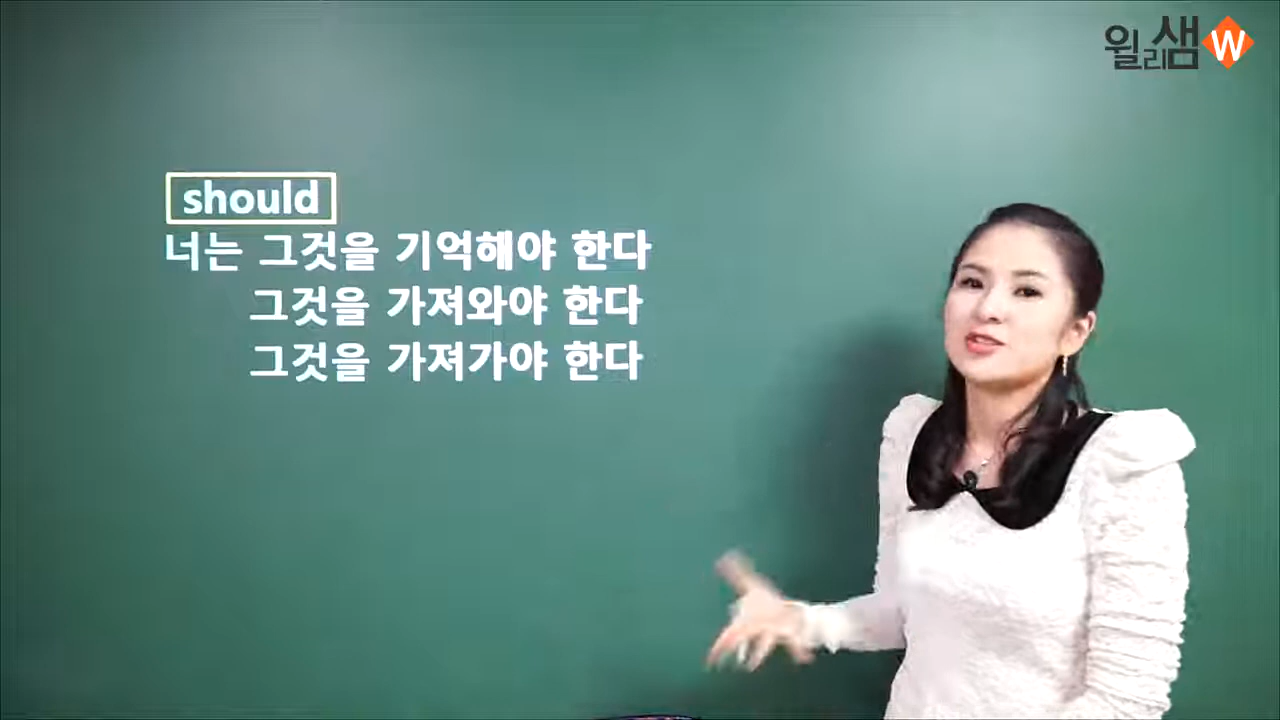 윌리샘 W
should
너는 그것을 기억해야 한다
그것을 가져와야 한다
그것을 가져가야 한다